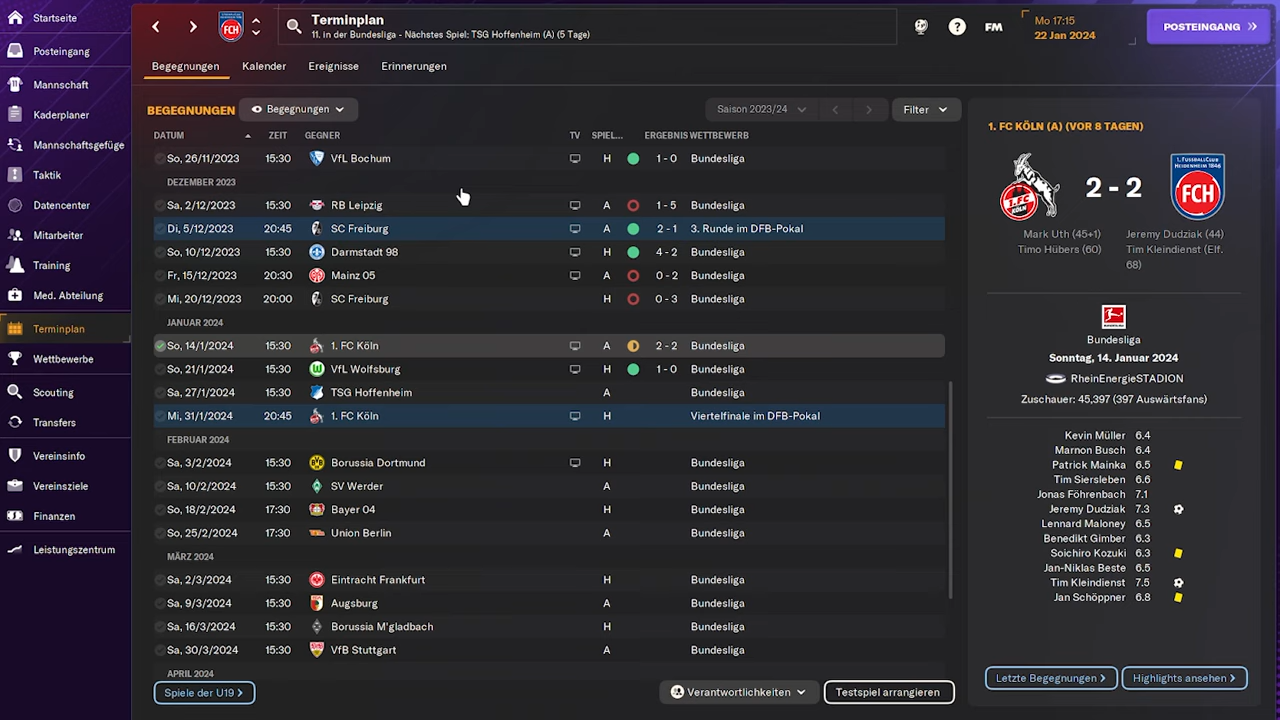 Startseite
Posteingang
Mannschaft
Kaderplaner
Mannschaftsgefüge
Taktik
Datencenter
Mitarbeiter
Training
Med. Abteilung
Terminplan
Wettbewerbe
Scouting
Transfers
Vereinsinfo
Vereinsziele
Finanzen
Leistungszentrum
FCH
Terminplan
11. in der Bundesliga - Nächstes Spiel: TSG Hoffenheim (A) (5 Tage)
?
FM
Mo 17:15
22 Jan 2024
POSTEINGANG
Begegnungen Kalender Ereignisse Erinnerungen
BEGEGNUNGEN Begegnungen Saison 2023/24 Filter
DATUM ZEIT GEGNER TV SPIEL... ERGEBNIS WETTBEWERB
So, 26/11/2023 15:30 VfL Bochum H 1 - 0 Bundesliga
DEZEMBER 2023
Sa, 2/12/2023 15:30 RB Leipzig A 1 - 5 Bundesliga
Di, 5/12/2023 20:45 SC Freiburg A 2 - 1 3. Runde im DFB-Pokal
So, 10/12/2023 15:30 Darmstadt 98 H 4 - 2 Bundesliga
Fr, 15/12/2023 20:30 Mainz 05 A 0 - 2 Bundesliga
Mi, 20/12/2023 20:00 SC Freiburg H 0 - 3 Bundesliga
JANUAR 2024
So, 14/1/2024 15:30 1. FC Köln A 2 - 2 Bundesliga
So, 21/1/2024 15:30 VfL Wolfsburg H 1 - 0 Bundesliga
Sa, 27/1/2024 15:30 TSG Hoffenheim A Bundesliga
Mi, 31/1/2024 20:45 1. FC Köln H Viertelfinale im DFB-Pokal
FEBRUAR 2024
Sa, 3/2/2024 15:30 Borussia Dortmund H Bundesliga
Sa, 10/2/2024 15:30 SV Werder A Bundesliga
So, 18/2/2024 17:30 Bayer 04 H Bundesliga
So, 25/2/2024 17:30 Union Berlin A Bundesliga
MÄRZ 2024
Sa, 2/3/2024 15:30 Eintracht Frankfurt H Bundesliga
Sa, 9/3/2024 15:30 Augsburg A Bundesliga
Sa, 16/3/2024 15:30 Borussia M'gladbach H Bundesliga
Sa, 30/3/2024 15:30 VfB Stuttgart A Bundesliga
APRIL 2024
Spiele der U19 Verantwortlichkeiten Testspiel arrangieren
1. FC KÖLN (A) (VOR 8 TAGEN)
1. FC KÖLN
2 - 2
1. FUSSBALLCLUB
HEIDENHEIM 1846
FCH
Mark Uth (45+1)
Timo Hübers (60)
Jeremy Dudziak (44)
Tim Kleindienst (Elf.
68)
Bundesliga
Sonntag, 14. Januar 2024
RheinEnergieSTADION
Zuschauer: 45,397 (397 Auswärtsfans)
Kevin Müller 6.4
Marnon Busch 6.4
Patrick Mainka 6.5
Tim Siersleben 6.6
Jonas Föhrenbach 7.1
Jeremy Dudziak 7.3
Lennard Maloney 6.5
Benedikt Gimber 6.3
Soichiro Kozuki 6.3
Jan-Niklas Beste 6.5
Tim Kleindienst 7.5
Jan Schöppner 6.8
Letzte Begegnungen Highlights ansehen